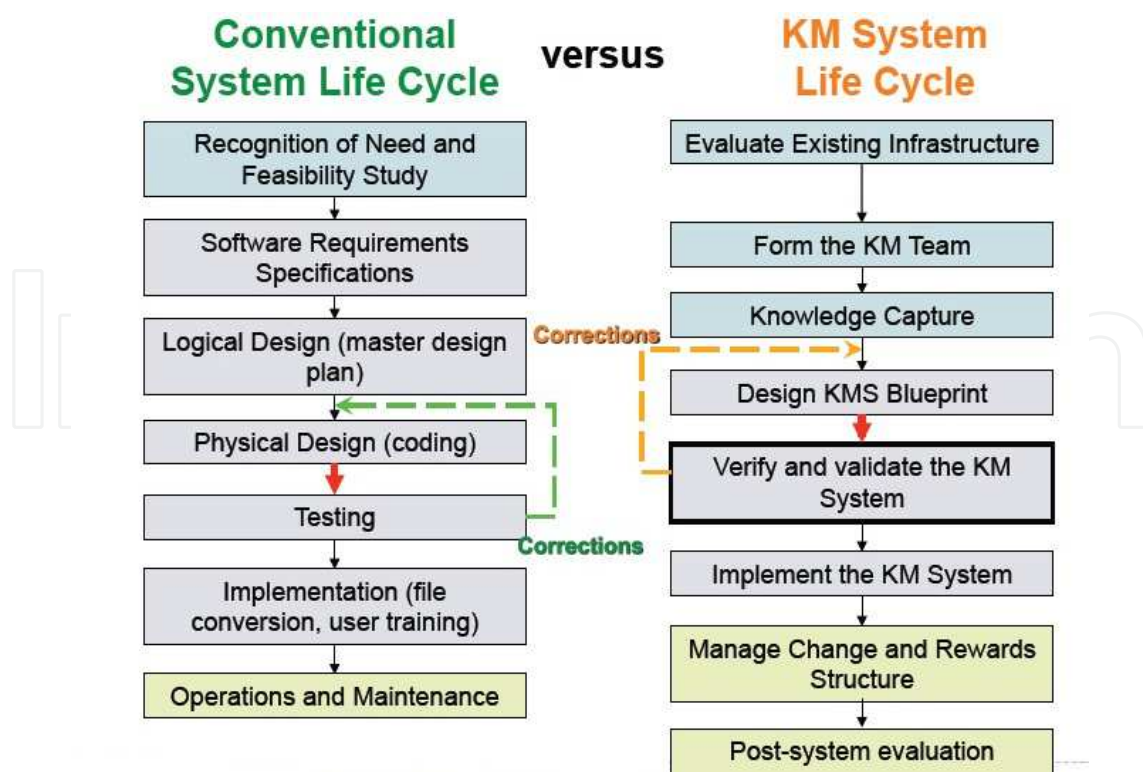 Conventional
System Life Cycle
versus
KM System
Life Cycle
Recognition of Need and
Feasibility Study
Software Requirements
Specifications
Logical Design (master design
plan)
Physical Design (coding)
Testing
Corrections
Implementation (file
conversion, user training)
Operations and Maintenance
Evaluate Existing Infrastructure
Form the KM Team
Knowledge Capture
Corrections
Design KMS Blueprint
Verify and validate the KM
System
Implement the KM System
Manage Change and Rewards
Structure
Post-system evaluation